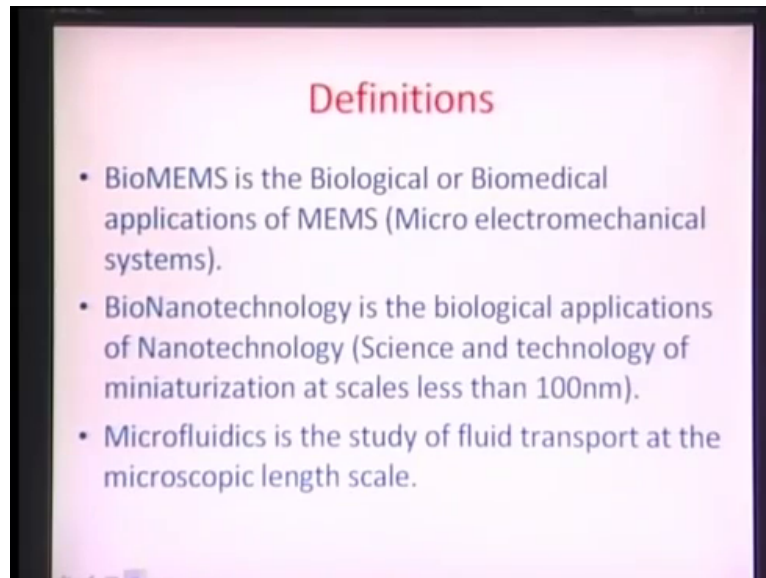 Definitions
• BioMEMS is the Biological or Biomedical
applications of MEMS (Micro electromechanical
systems).
• BioNanotechnology is the biological applications
of Nanotechnology (Science and technology of
miniaturization at scales less than 100nm).
• Microfluidics is the study of fluid transport at the
microscopic length scale.